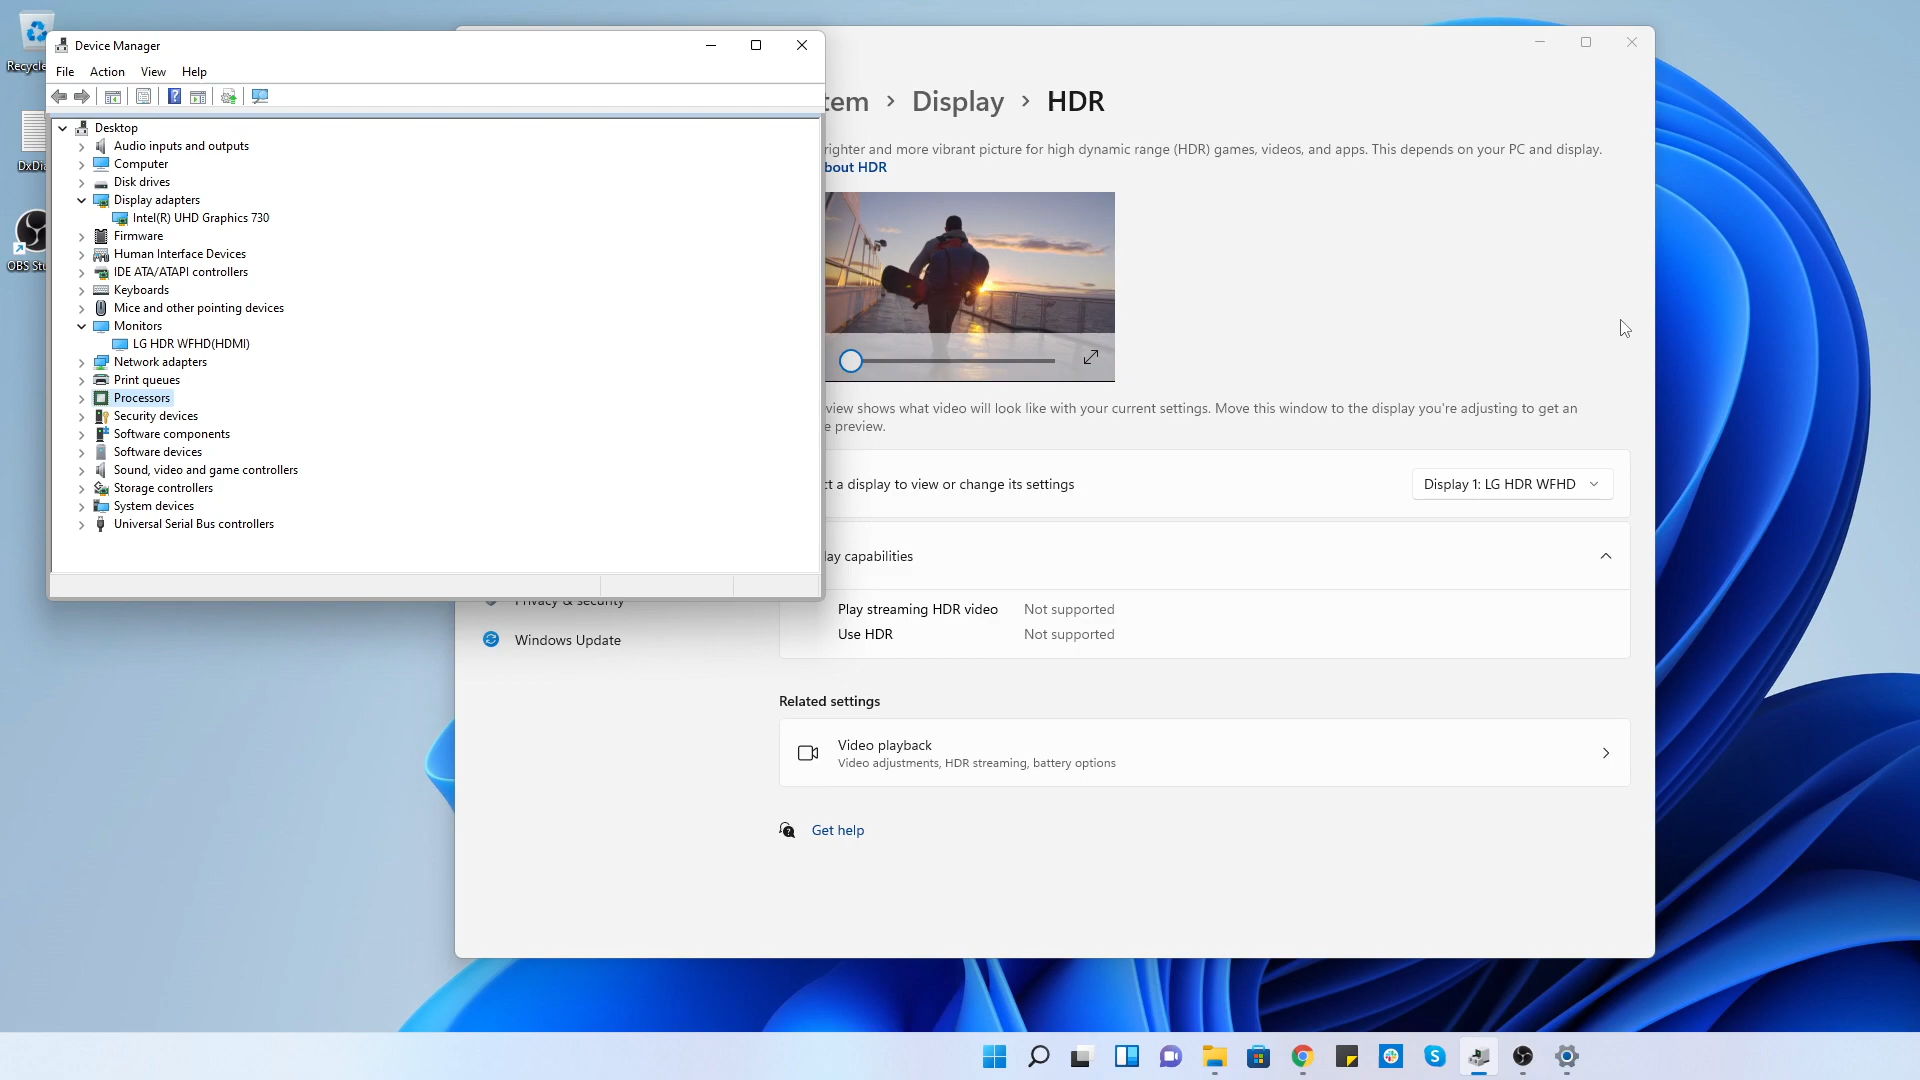 Recycle
DxDia
OBS Stu
Device Manager
File Action View Help
Desktop
Audio inputs and outputs
Computer
Disk drives
Display adapters
Intel(R) UHD Graphics 730
Firmware
Human Interface Devices
IDE ATA/ATAPI controllers
Keyboards
Mice and other pointing devices
Monitors
LG HDR WFHD(HDMI)
Network adapters
Print queues
Processors
Security devices
Software components
Software devices
Sound, video and game controllers
Storage controllers
System devices
Universal Serial Bus controllers
tem > Display > HDR
righter and more vibrant picture for high dynamic range (HDR) games, videos, and apps. This depends on your PC and display.
bout HDR
view shows what video will look like with your current settings. Move this window to the display you're adjusting to get an
e preview.
ct a display to view or change its settings
Display 1: LG HDR WFHD
lay capabilities
Play streaming HDR video Not supported
Use HDR Not supported
Privacy & security
Windows Update
Related settings
Video playback
Video adjustments, HDR streaming, battery options
Get help